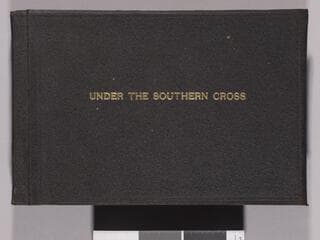 UNDER THE SOUTHERN CROSS